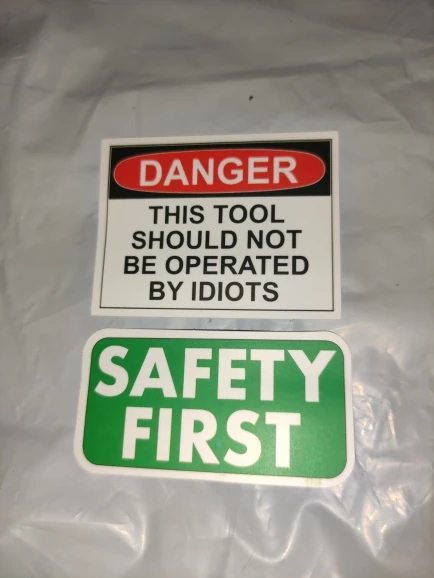 DANGER
THIS TOOL
SHOULD NOT
BE OPERATED
BY IDIOTS
SAFETY
FIRST